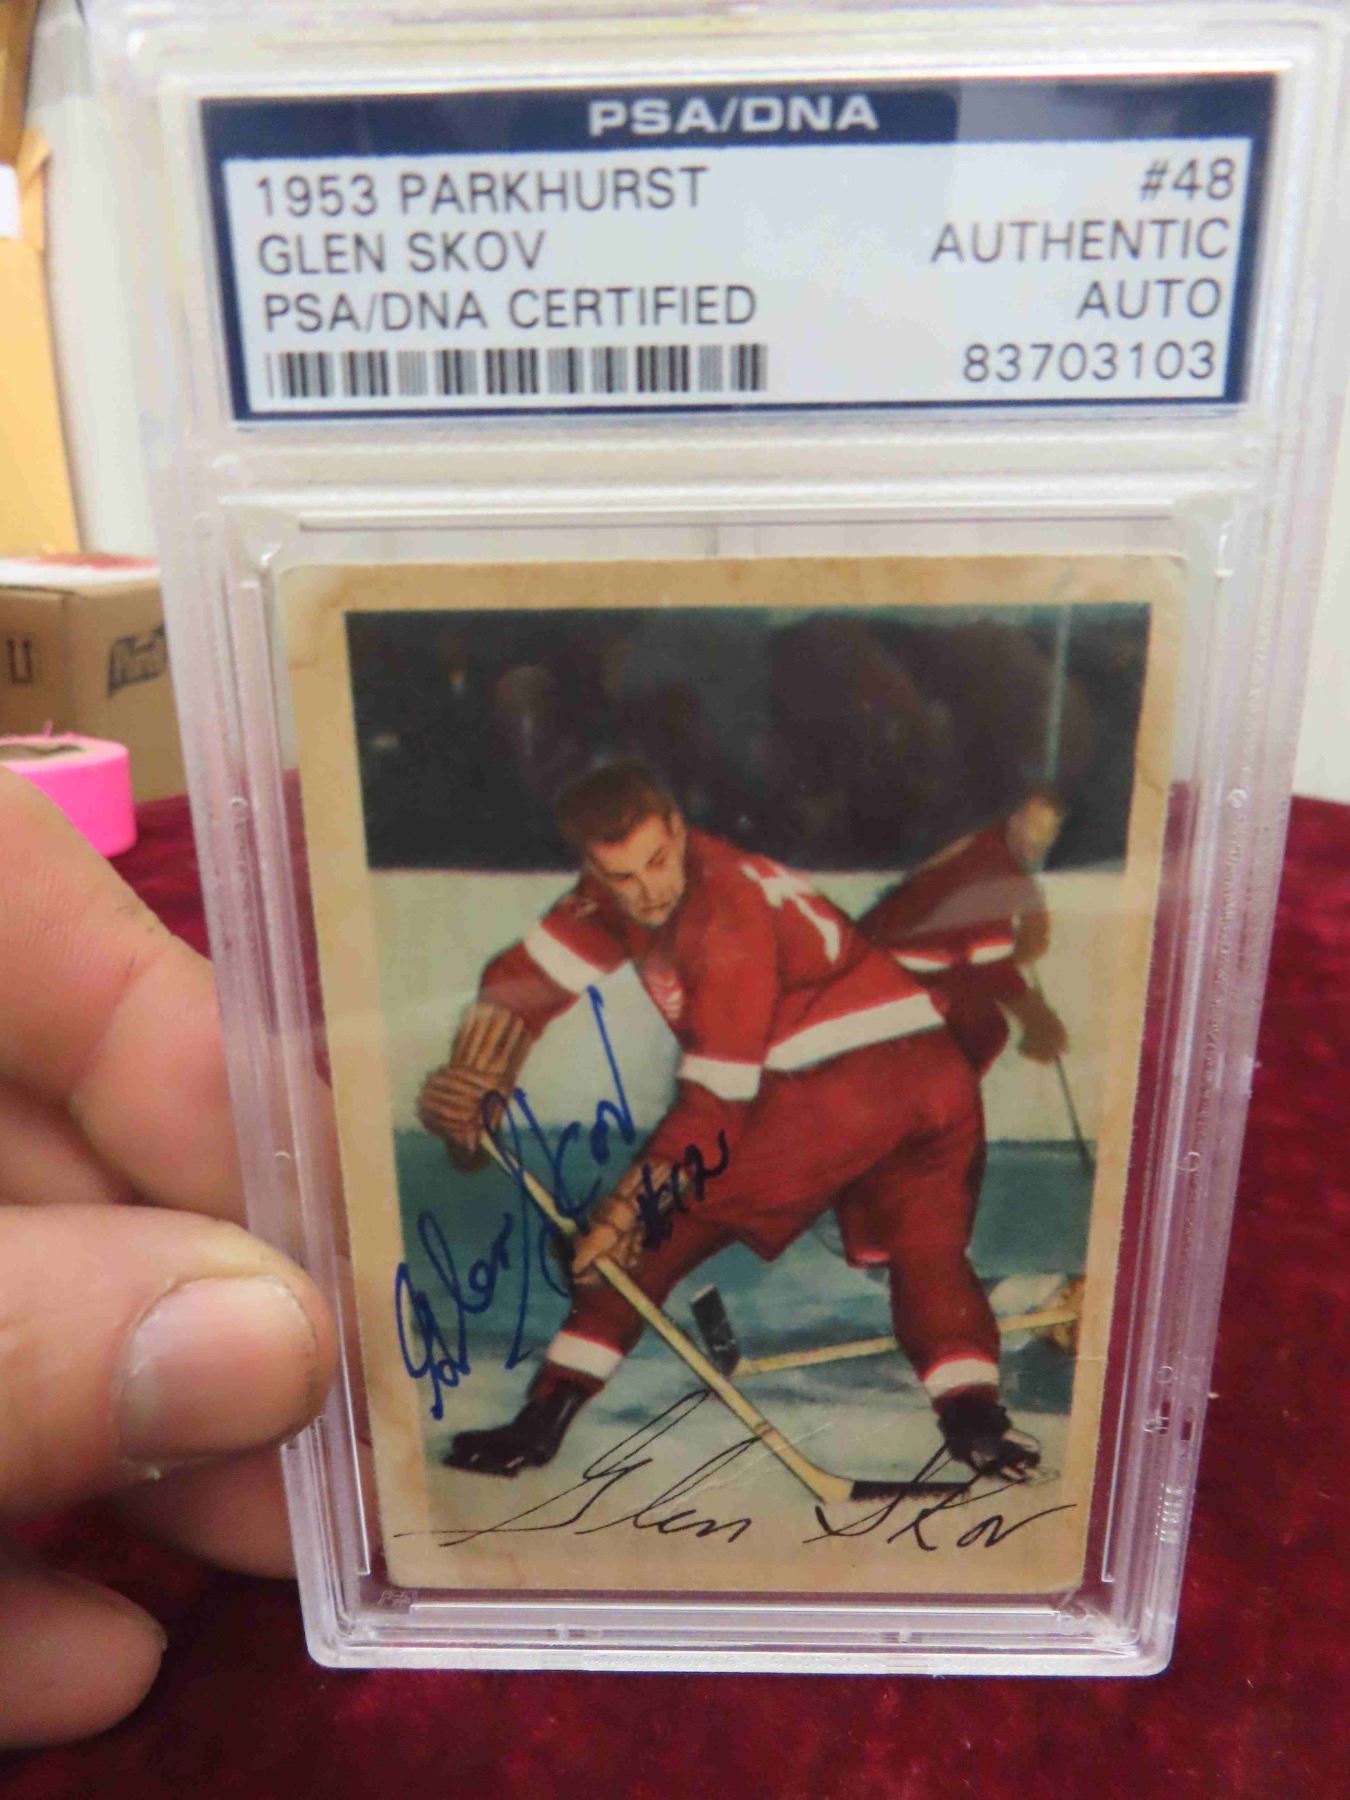 PSA/DNA
1953 PARKHURST #48
GLEN SKOV AUTHENTIC
PSA/DNA CERTIFIED AUTO
83703103
Glen Skov
#12
Glen Skov